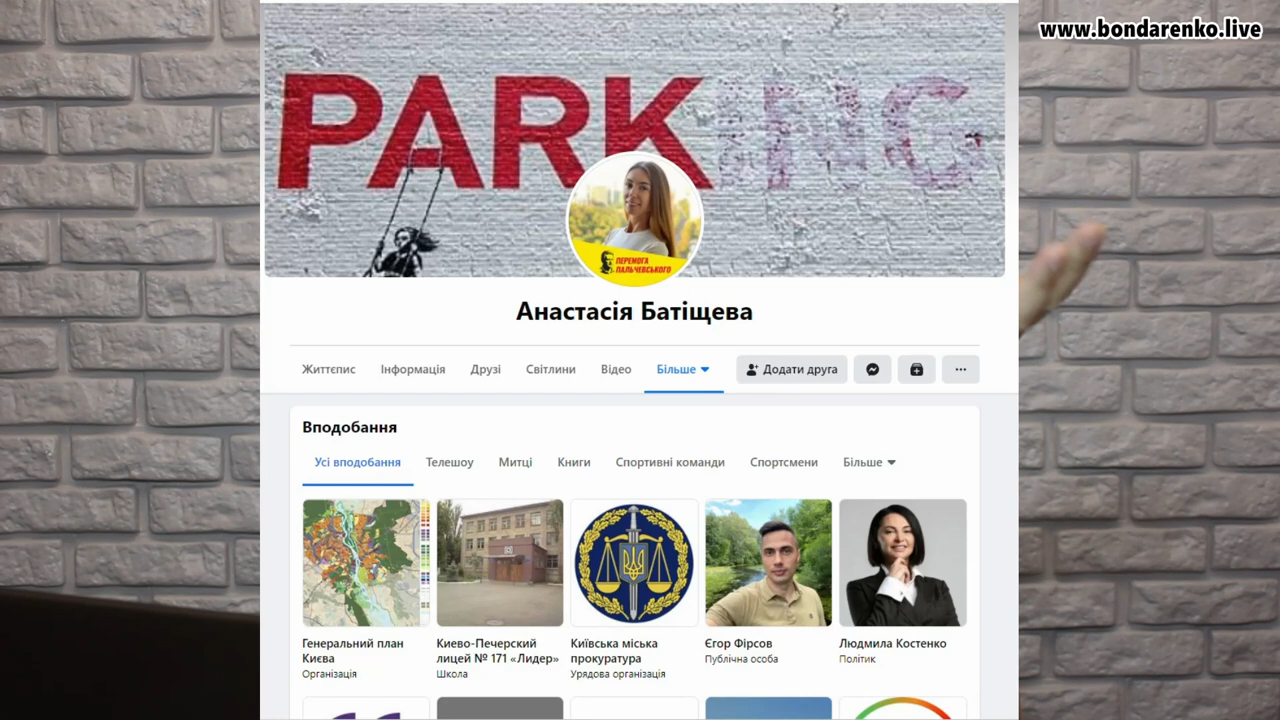 www.bondarenko.live
PARKING
ПЕРЕМОГА
ПАЛЬЧЕВСЬКОГО
Анастасія Батіщева
Життєпис Інформація Друзі Світлини Відео Більше Додати друга
Вподобання
Усі вподобання Телешоу Митці Книги Спортивні команди Спортсмени Більше
Генеральний план
Києва
Організація
Киево-Печерский
лицей № 171 «Лидер»
Школа
Київська міська
прокуратура
Урядова організація
Єгор Фірсов
Публічна особа
Людмила Костенко
Політик